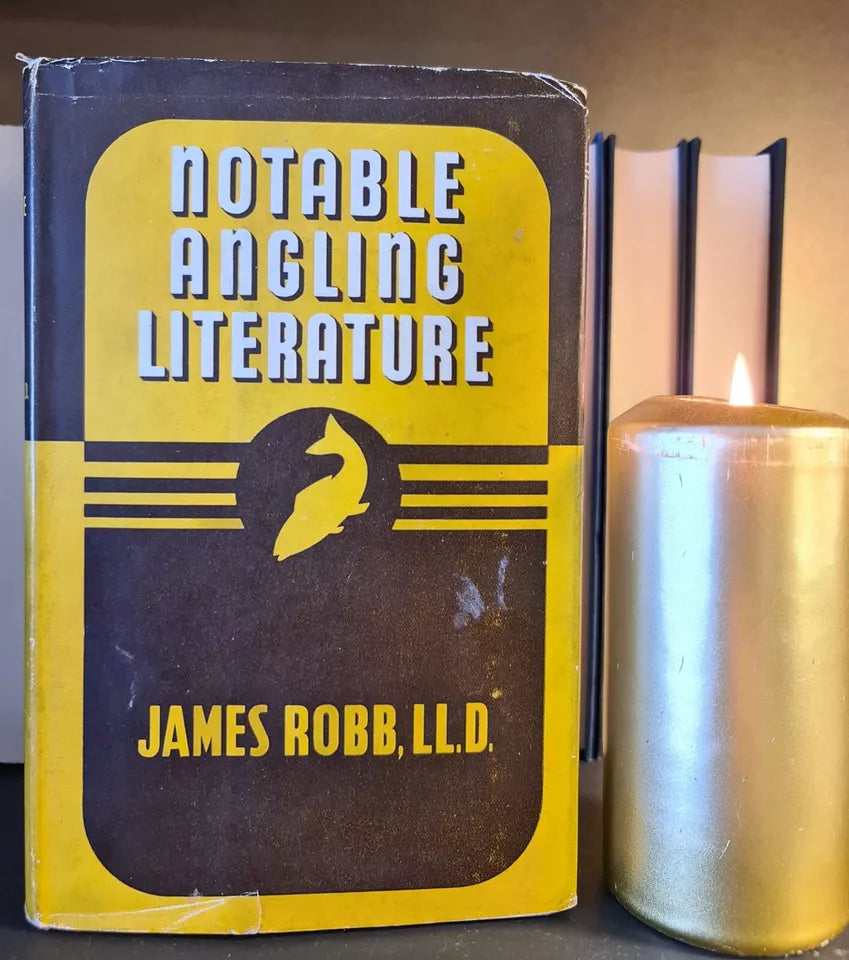 NOTABLE
ANGLING
LITERATURE
JAMES ROBB, LL.D.